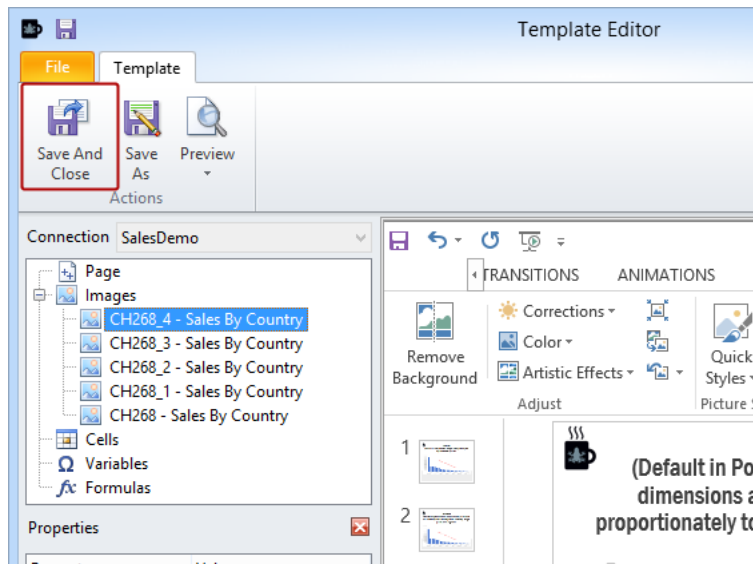 Template Editor
File
Template
Save And
Close
Save
As
Preview
Actions
Connection SalesDemo
Page
Images
CH268_4 - Sales By Country
CH268_3 - Sales By Country
CH268_2 - Sales By Country
CH268_1 - Sales By Country
CH268 - Sales By Country
Cells
Ω Variables
fx Formulas
Properties
TRANSITIONS ANIMATIONS
Remove
Background
Corrections
Color
Artistic Effects
Adjust
Quick
Styles
Picture
1
2
(Default in Po
dimensions a
proportionately to